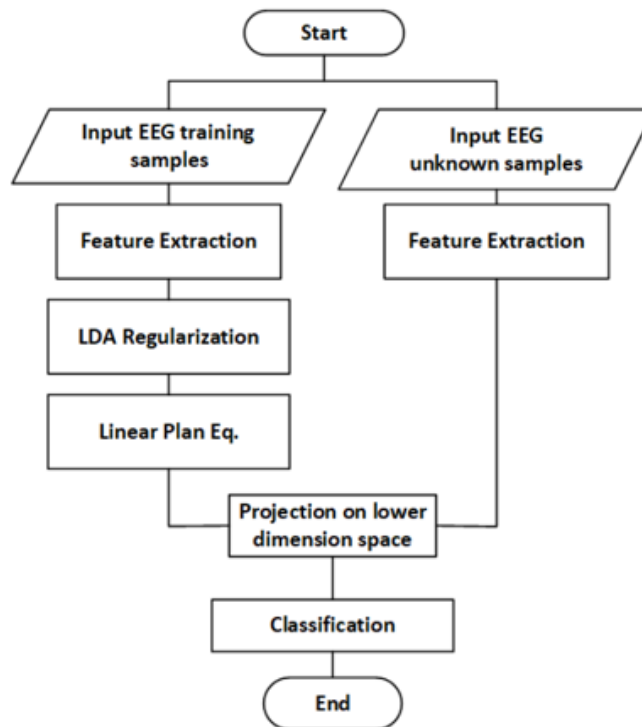 Start
Input EEG training
samples
Input EEG
unknown samples
Feature Extraction
Feature Extraction
LDA Regularization
Linear Plan Eq.
Projection on lower
dimension space
Classification
End